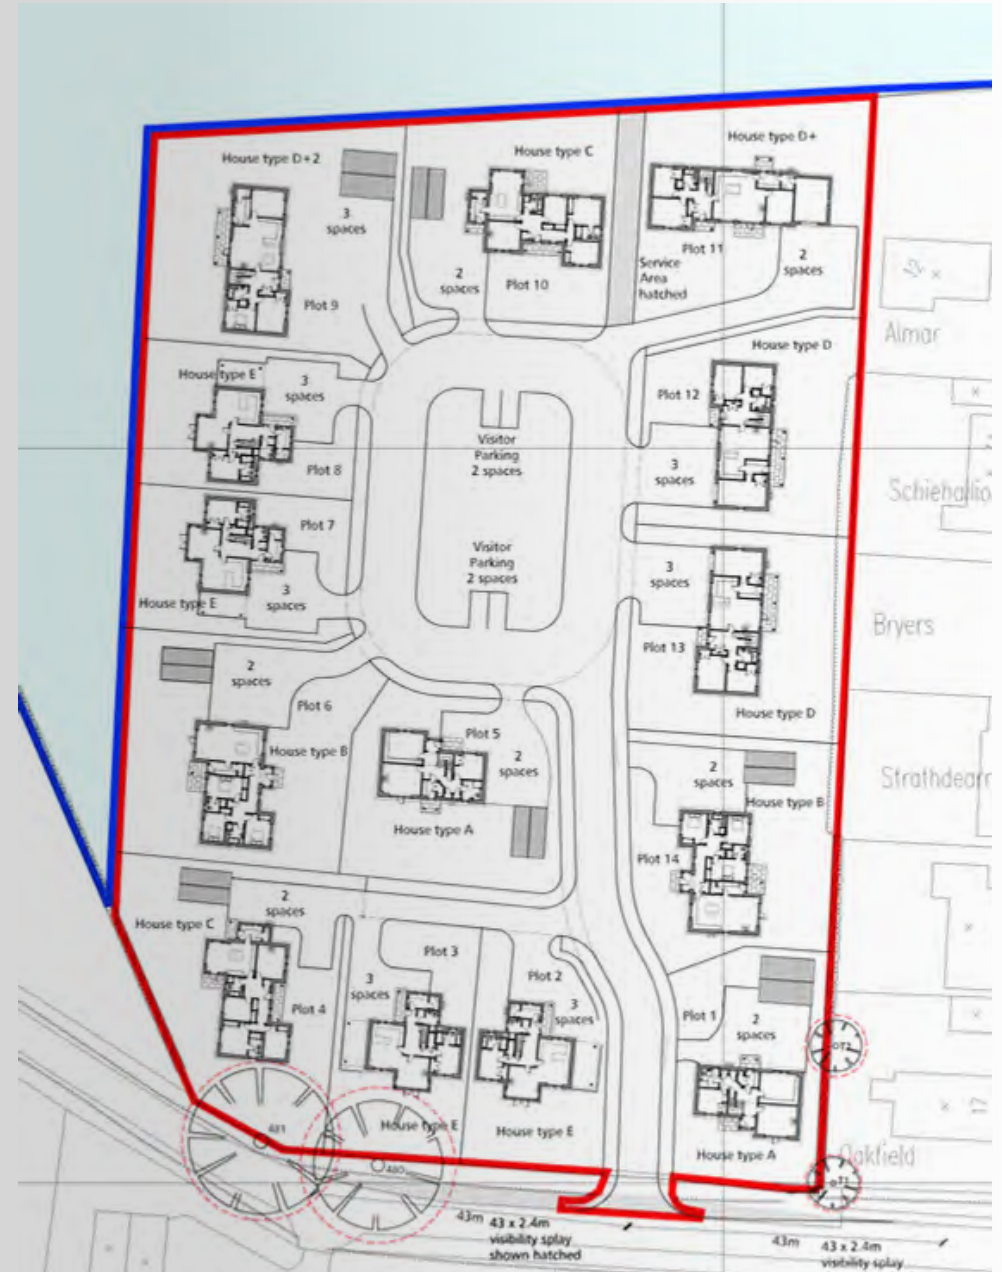 House type D+2
House type C
House type D+
3
spaces
2
spaces
Plot 10
Plot 11
Service
Area
hatched
2
spaces
Plot 9
Almar
House type D
House type E
3
spaces
Plot 12
Visitor
Parking
2 spaces
Plot 8
3
spaces
Schiehallio
Plot 7
Visitor
Parking
2 spaces
3
spaces
House type E
3
spaces
Bryers
Plot 13
2
spaces
Plot 6
House type D
Plot 5
House type B
2
spaces
2
spaces
Strathdearn
House type B
House type A
Plot 14
2
spaces
House type C
Plot 3
Plot 2
3
spaces
3
spaces
Plot 4
Plot 1
2
spaces
T2
17
481
House type E
House type E
House type A
Oakfield
480
T1
43m
43 x 2.4m
visibility splay
shown hatched
43m
43 x 2.4m
visibility splay